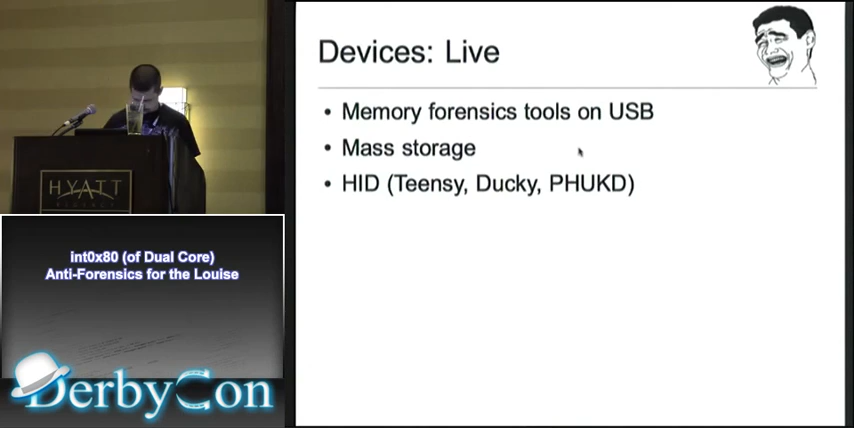 Devices: Live
• Memory forensics tools on USB
• Mass storage
• HID (Teensy, Ducky, PHUKD)
HYATT
REGENCY
int0x80 (of Dual Core)
Anti-Forensics for the Louise
DerbyCon